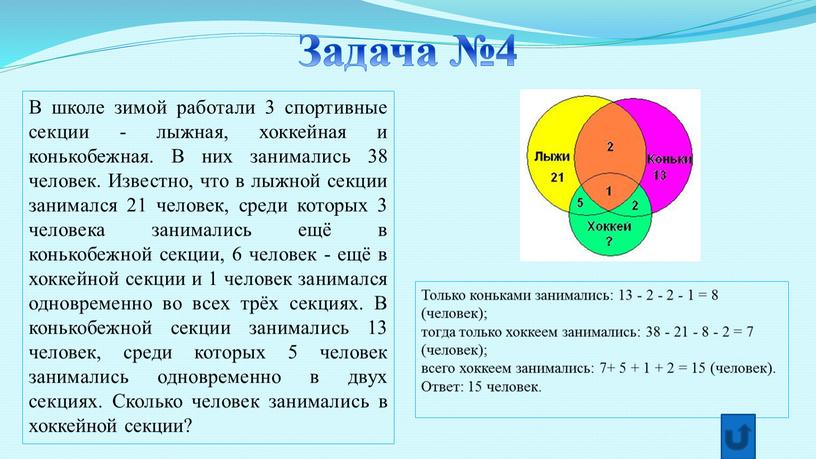 Задача №4
В школе зимой работали 3 спортивные
секции - лыжная, хоккейная и
конькобежная. В них занимались 38
человек. Известно, что в лыжной секции
занимался 21 человек, среди которых 3
человека занимались ещё в
конькобежной секции, 6 человек - ещё в
хоккейной секции и 1 человек занимался
одновременно во всех трёх секциях. В
конькобежной секции занимались 13
человек, среди которых 5 человек
занимались одновременно в двух
секциях. Сколько человек занимались в
хоккейной секции?
2
Лыжи
Коньки
21
13
1
5
2
Хоккей
?
Только коньками занимались: 13 - 2 - 2 - 1 = 8
(человек);
тогда только хоккеем занимались: 38 - 21 - 8 - 2 = 7
(человек);
всего хоккеем занимались: 7+ 5 + 1 + 2 = 15 (человек).
Ответ: 15 человек.